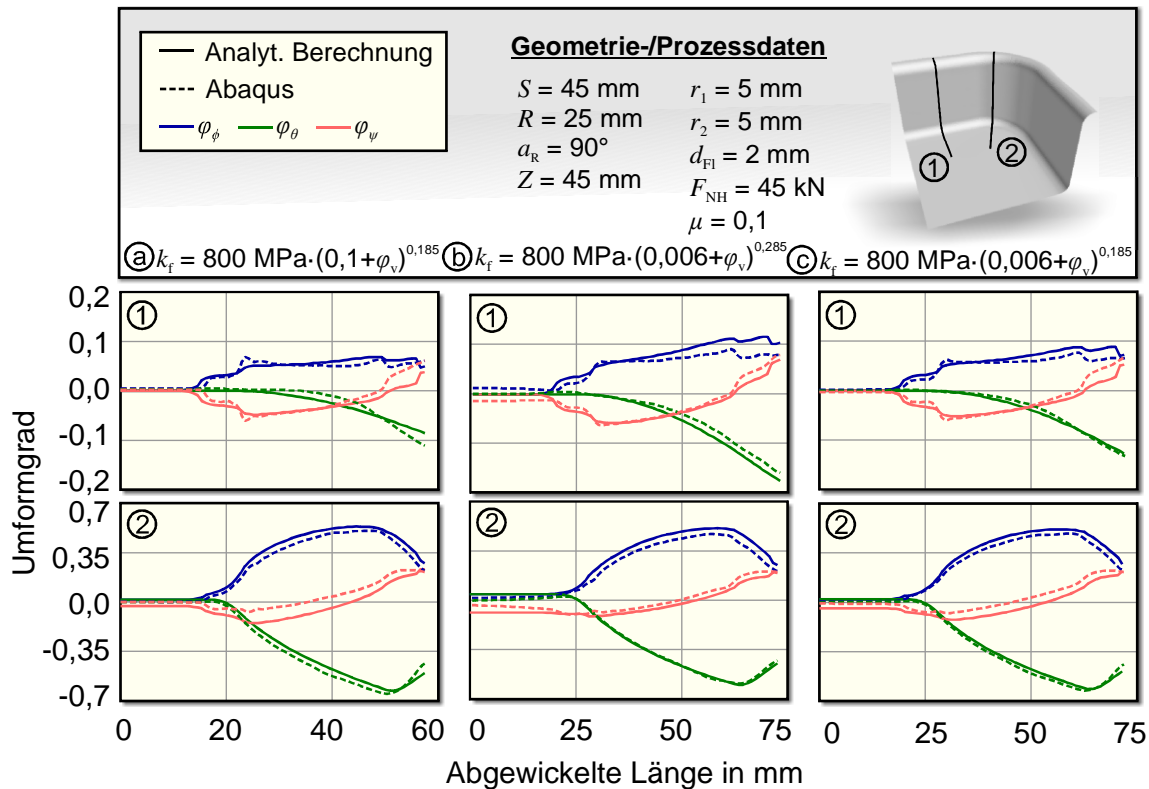 Analyt. Berechnung
Abaqus
φϕ φθ φψ
Geometrie-/Prozessdaten
S = 45 mm
R = 25 mm
aR = 90°
Z = 45 mm
r1 = 5 mm
r2 = 5 mm
dFl = 2 mm
FNH = 45 kN
μ = 0,1
1
2
a kf = 800 MPa·(0,1+φv)^0,185
b kf = 800 MPa·(0,006+φv)^0,285
c kf = 800 MPa·(0,006+φv)^0,185
Umformgrad
0,2
0,1
0,0
-0,1
-0,2
1
1
1
0,7
0,35
0,0
-0,35
-0,7
2
2
2
0 20 40 60
0 25 50 75
0 25 50 75
Abgewickelte Länge in mm